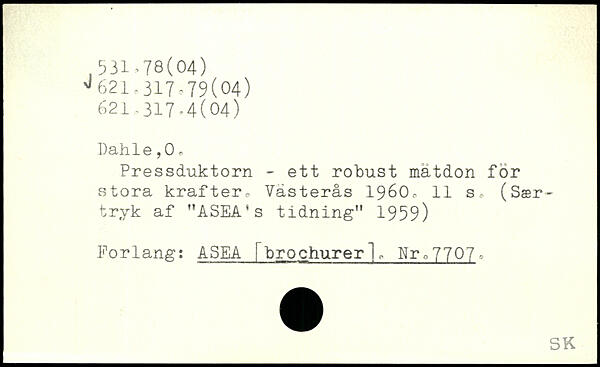 531.78(04)
√621.317.79(04)
621.317.4(04)
Dahle,O.
Pressduktorn - ett robust mätdon för
stora krafter. Västerås 1960. 11 s. (Sær-
tryk af "ASEA's tidning" 1959)
Forlang: ASEA [brochurer]. Nr.7707.
SK